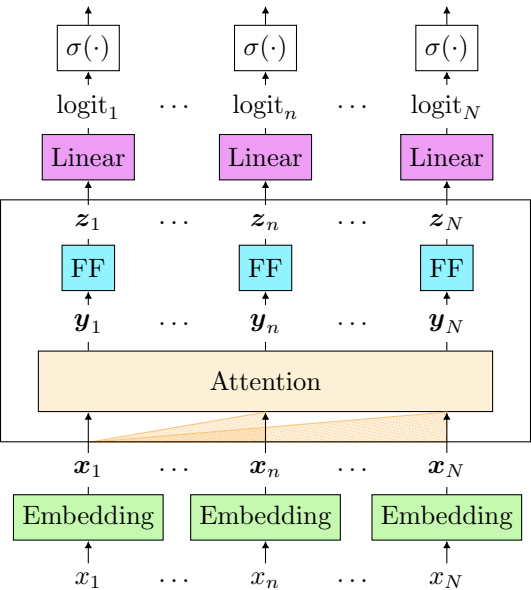 σ(·) σ(·) σ(·)
logit₁ ... logitₙ ... logit_N
Linear Linear Linear
z₁ ... zₙ ... z_N
FF FF FF
y₁ ... yₙ ... y_N
Attention
x₁ ... xₙ ... x_N
Embedding Embedding Embedding
x₁ ... xₙ ... x_N